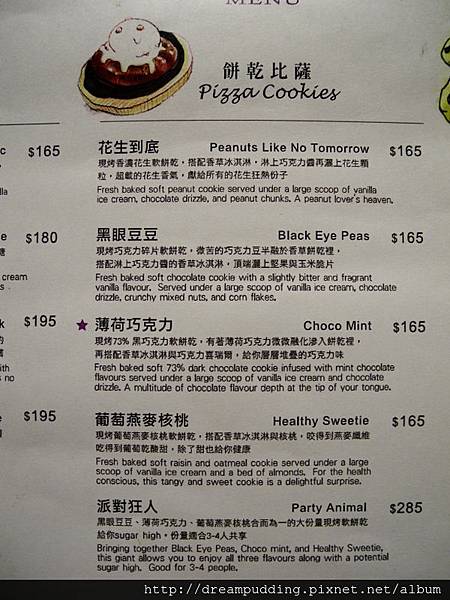 MENU
餅乾比薩
Pizza Cookies
$165
$180
cream
$195
$195
花生到底 Peanuts Like No Tomorrow $165
現烤香濃花生軟餅乾，搭配香草冰淇淋，淋上巧克力醬再灑上花生顆
粒，超載的花生香氣，獻給所有的花生狂熱份子
Fresh baked soft peanut cookie served under a large scoop of vanilla
ice cream, chocolate drizzle, and peanut chunks. A peanut lover's heaven.
黑眼豆豆 Black Eye Peas $165
現烤巧克力碎片軟餅乾，微苦的巧克力豆半融於香草餅乾裡，
搭配淋上巧克力醬的香草冰淇淋，頂端灑上堅果與玉米脆片
Fresh baked soft chocolate cookie with a slightly bitter and fragrant
vanilla flavour. Served under a large scoop of vanilla ice cream, chocolate
drizzle, crunchy mixed nuts, and corn flakes.
★ 薄荷巧克力 Choco Mint $165
現烤73% 黑巧克力軟餅乾，有著薄荷巧克力微微融化滲入餅乾裡，
再搭配香草冰淇淋與巧克力喜瑞爾，給你層層堆疊的巧克力味
Fresh baked soft 73% dark chocolate cookie infused with mint chocolate
flavours served under a large scoop of vanilla ice cream and chocolate
drizzle. A multitude of chocolate flavour depth at the tip of your tongue.
葡萄燕麥核桃 Healthy Sweetie $165
現烤葡萄燕麥核桃軟餅乾，搭配香草冰淇淋與核桃，咬得到燕麥纖維
吃得到葡萄乾酸甜，除了甜也給你健康
Fresh baked soft raisin and oatmeal cookie served under a large
scoop of vanilla ice cream and a bed of almonds. For the health
conscious, this tangy and sweet cookie is a delightful surprise.
派對狂人 Party Animal $285
黑眼豆豆、薄荷巧克力、葡萄燕麥核桃合而為一的大份量現烤軟餅乾
給你sugar high，份量適合3-4人共享
Bringing together Black Eye Peas, Choco mint, and Healthy Sweetie,
this giant allows you to enjoy all three flavours along with a potential
sugar high. Good for 3-4 people.
http://dreampudding.pixnet.net/album